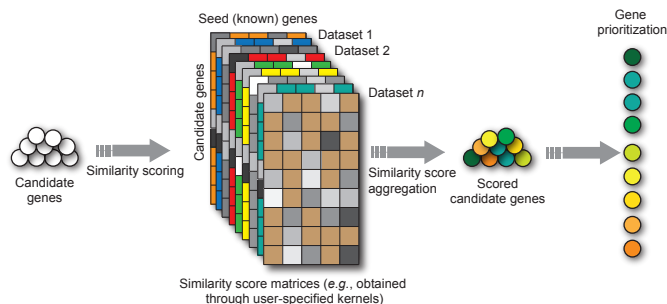 Seed (known) genes
Dataset 1
Dataset 2
Dataset n
Candidate genes
Candidate
genes
Similarity scoring
Similarity score
aggregation
Scored
candidate genes
Gene
prioritization
Similarity score matrices (e.g., obtained
through user-specified kernels)